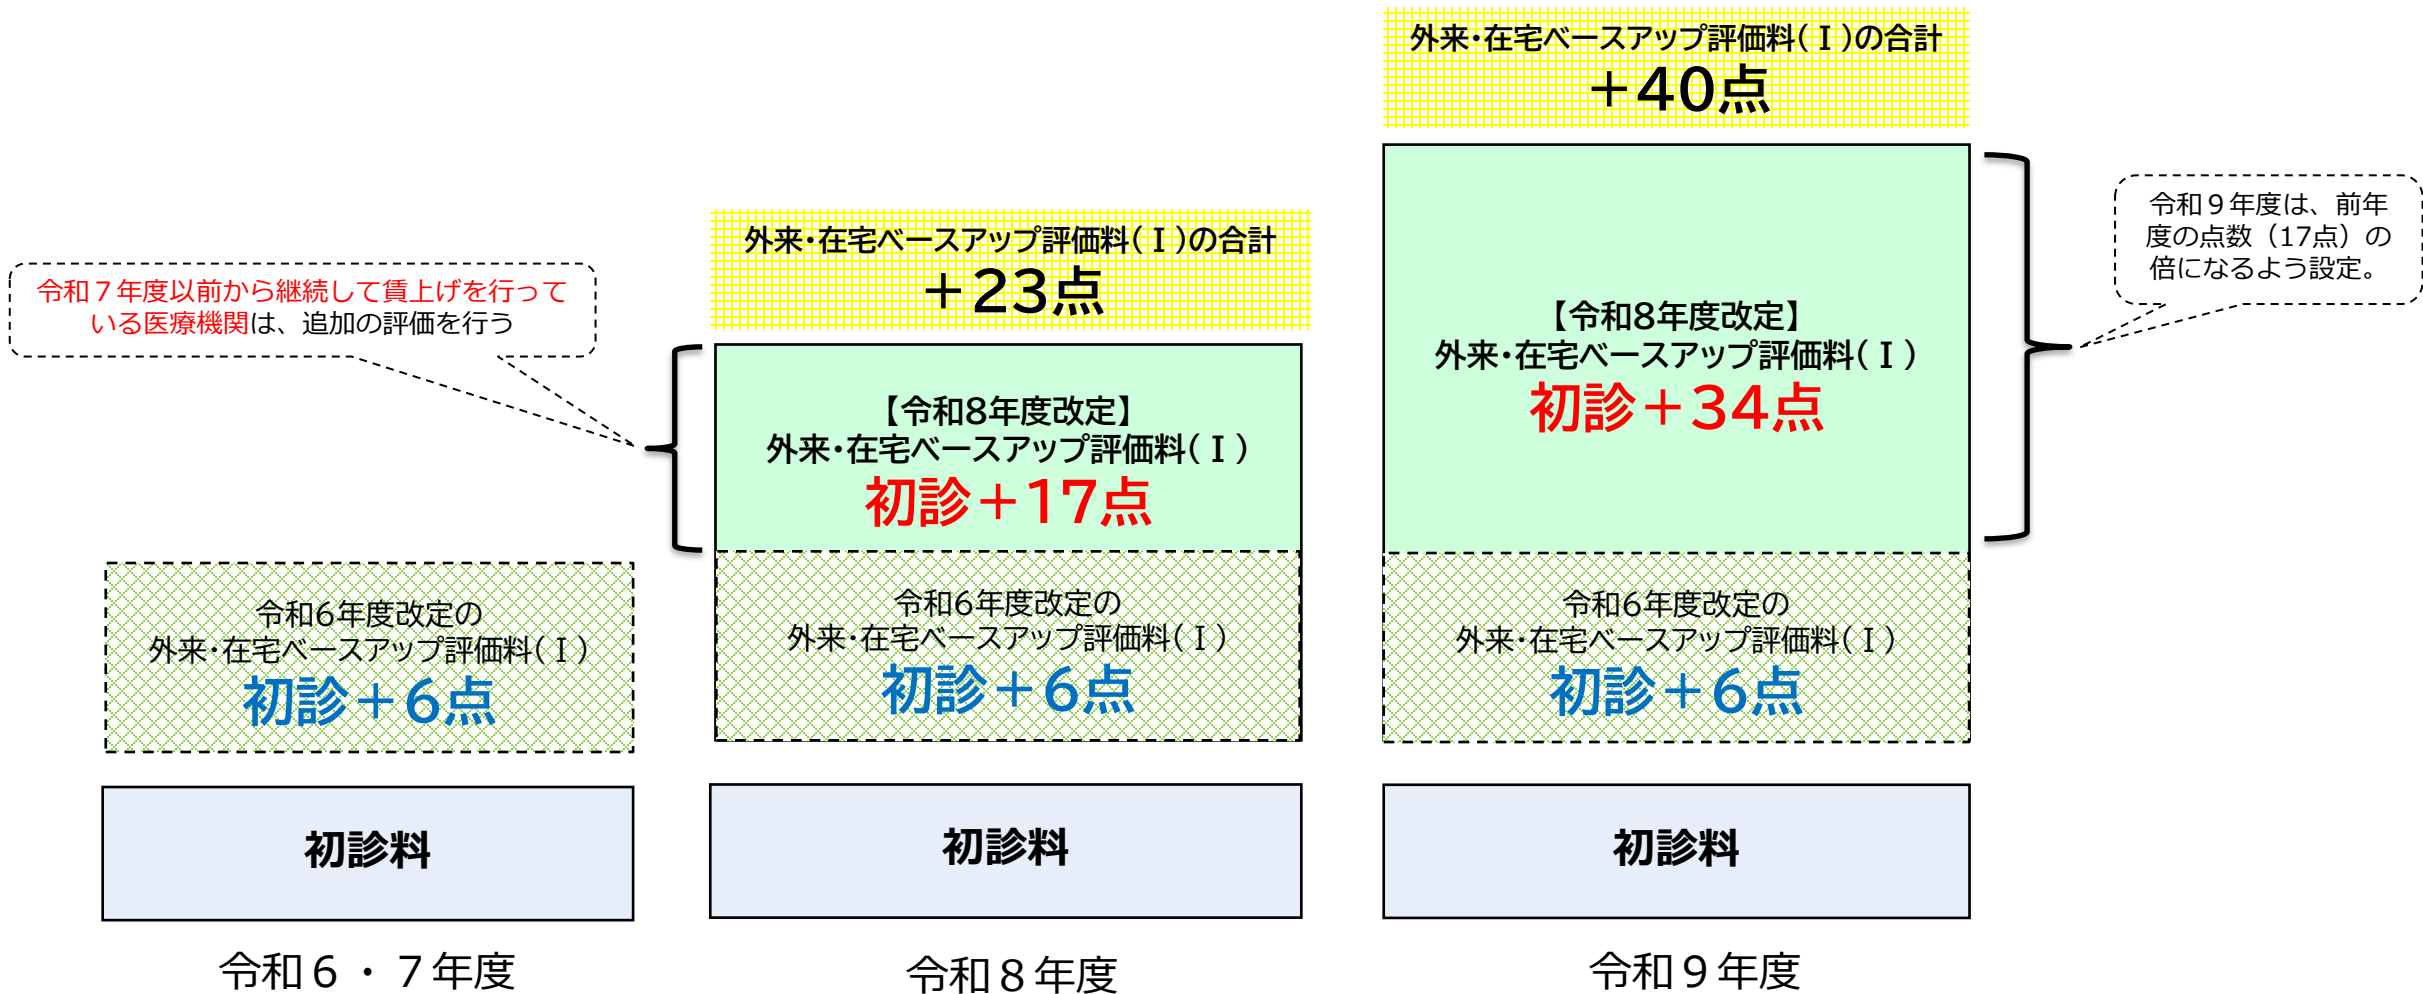 令和７年度以前から継続して賃上げを行って
いる医療機関は、追加の評価を行う
令和6年度改定の
外来･在宅ベースアップ評価料(Ⅰ)
初診＋6点
初診料
令和６・７年度
外来･在宅ベースアップ評価料(Ⅰ)の合計
＋23点
【令和8年度改定】
外来･在宅ベースアップ評価料(Ⅰ)
初診＋17点
令和6年度改定の
外来･在宅ベースアップ評価料(Ⅰ)
初診＋6点
初診料
令和８年度
外来･在宅ベースアップ評価料(Ⅰ)の合計
＋40点
【令和8年度改定】
外来･在宅ベースアップ評価料(Ⅰ)
初診＋34点
令和6年度改定の
外来･在宅ベースアップ評価料(Ⅰ)
初診＋6点
初診料
令和９年度
令和９年度は、前年
度の点数（17点）の
倍になるよう設定。